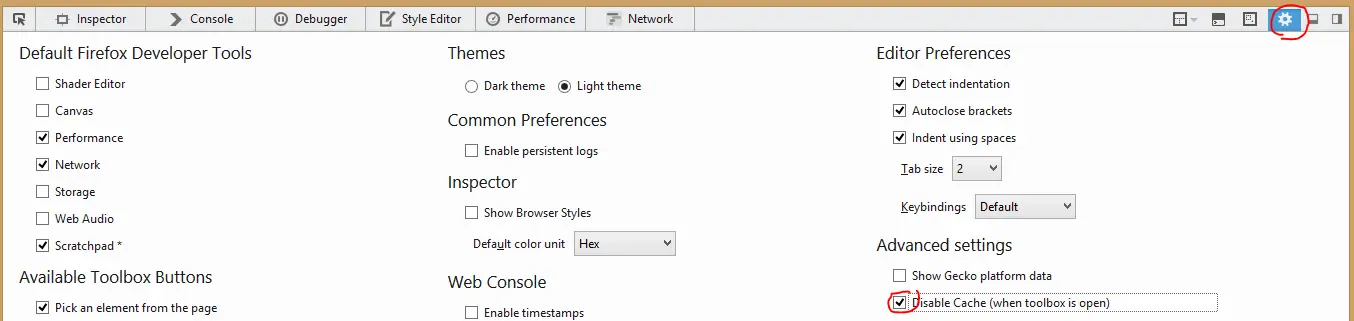 Inspector
Console
Debugger
Style Editor
Performance
Network
Default Firefox Developer Tools
Shader Editor
Canvas
Performance
Network
Storage
Web Audio
Scratchpad *
Available Toolbox Buttons
Pick an element from the page
Themes
Dark theme
Light theme
Common Preferences
Enable persistent logs
Inspector
Show Browser Styles
Default color unit
Hex
Web Console
Enable timestamps
Editor Preferences
Detect indentation
Autoclose brackets
Indent using spaces
Tab size
2
Keybindings
Default
Advanced settings
Show Gecko platform data
Disable Cache (when toolbox is open)